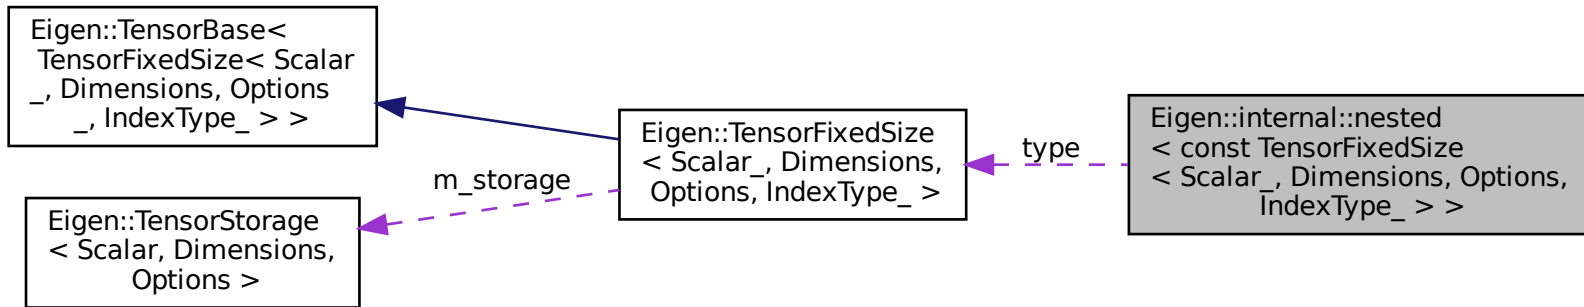 Eigen::TensorBase<
TensorFixedSize< Scalar
_, Dimensions, Options
_, IndexType_ > >
Eigen::TensorStorage
< Scalar, Dimensions,
Options >
m_storage
Eigen::TensorFixedSize
< Scalar_, Dimensions,
Options, IndexType_ >
type
Eigen::internal::nested
< const TensorFixedSize
< Scalar_, Dimensions, Options,
IndexType_ > >